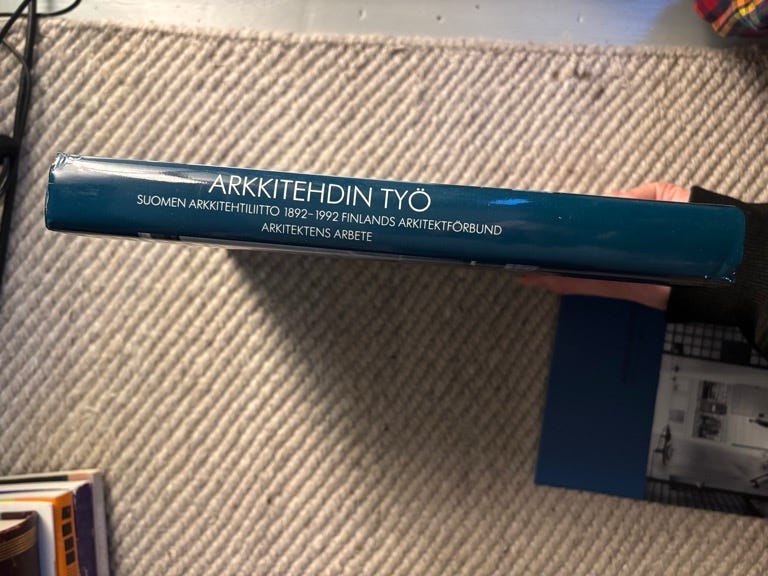 ARKKITEHDIN TYÖ
SUOMEN ARKKITEHTILIITTO 1892–1992 FINLANDS ARKITEKTFÖRBUND
ARKITEKTENS ARBETE